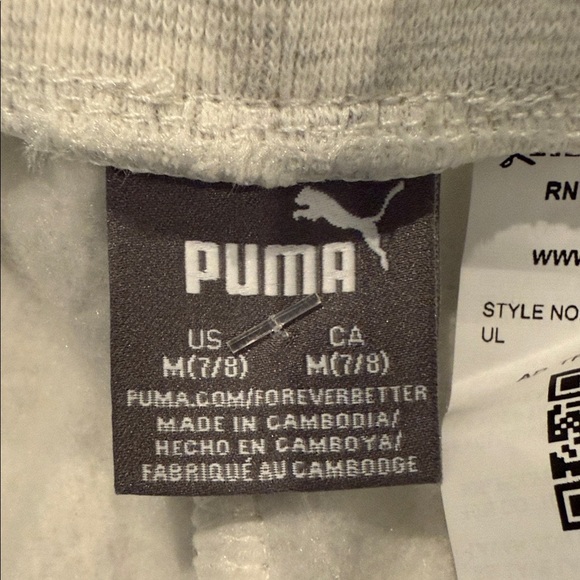 PUMA
US CA
M(7/8) M(7/8)
PUMA.COM/FOREVERBETTER
MADE IN CAMBODIA/
HECHO EN CAMBOYA/
FABRIQUÉ AU CAMBODGE
RN
WWW
STYLE NO
UL